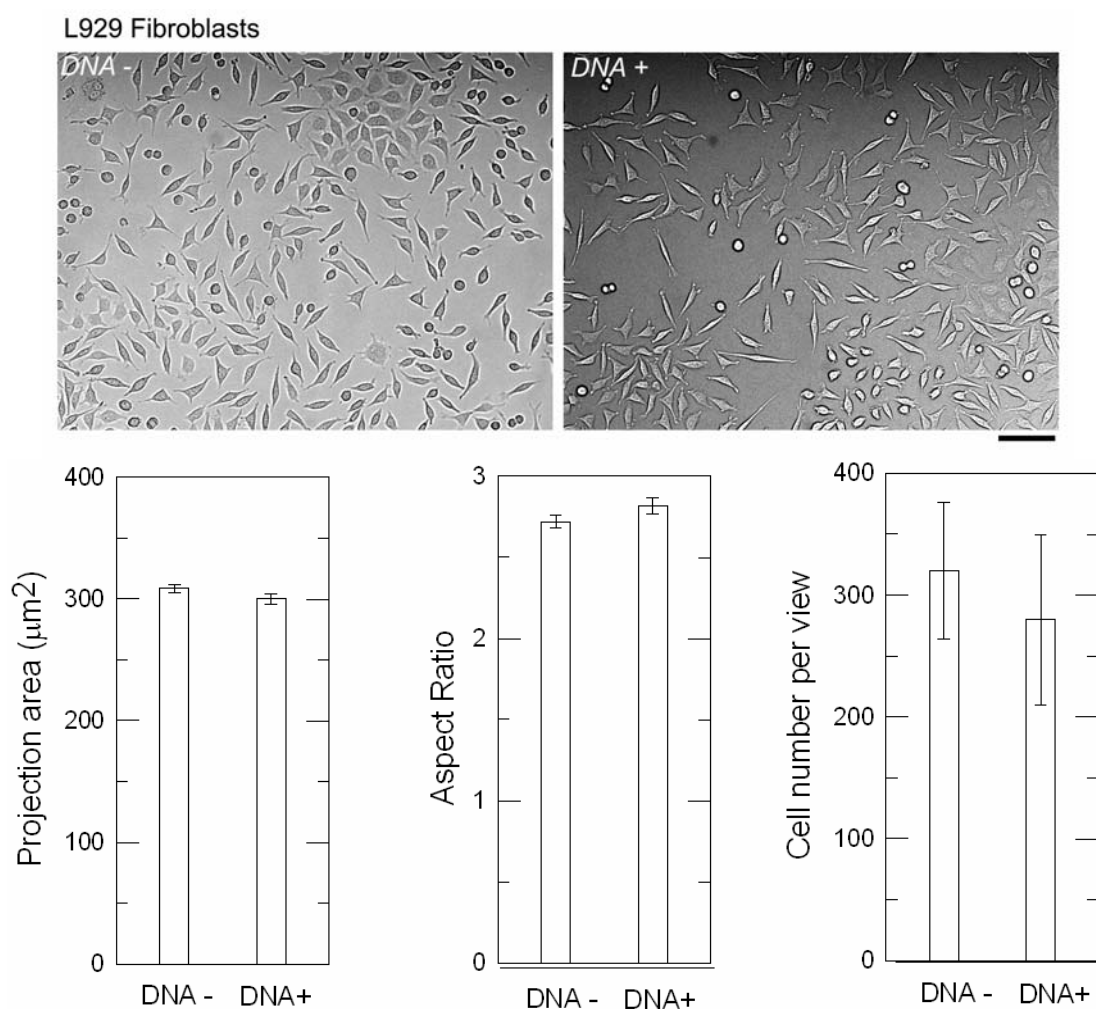 L929 Fibroblasts
DNA -
DNA +
400
300
200
100
0
Projection area (μm2)
DNA -
DNA+
3
2
1
0
Aspect Ratio
DNA -
DNA+
400
300
200
100
0
Cell number per view
DNA -
DNA+